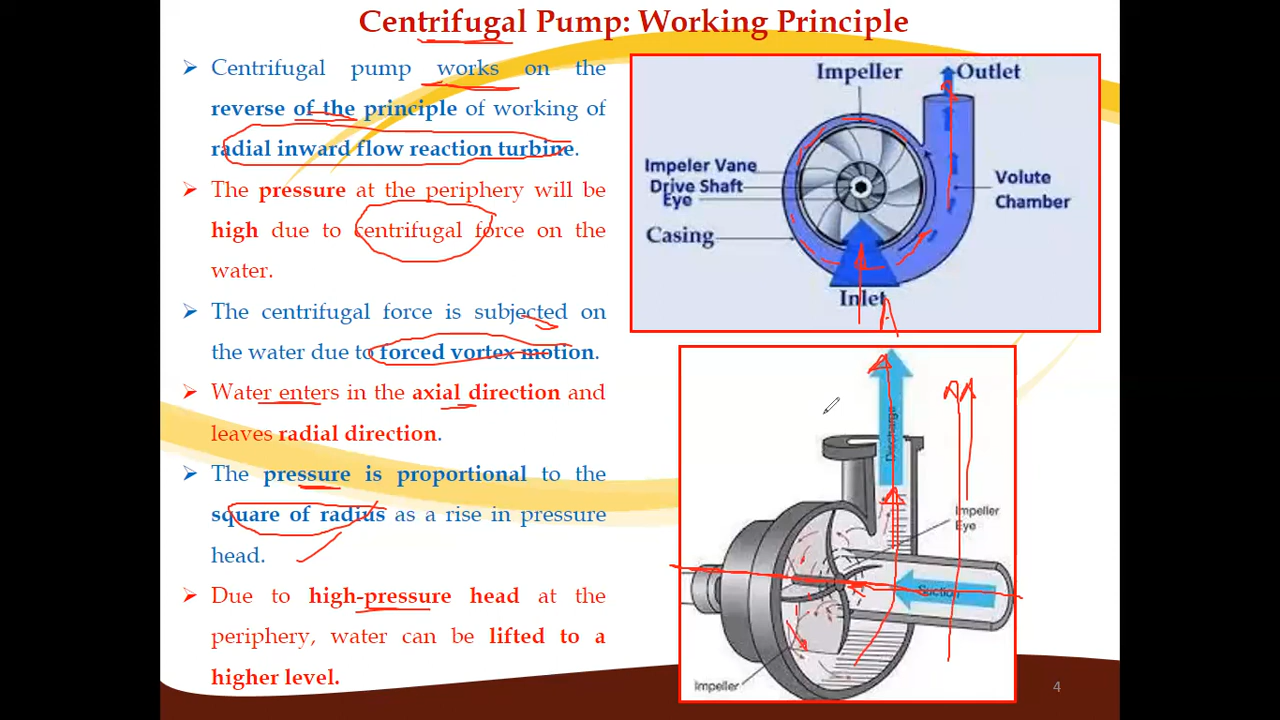 Centrifugal Pump: Working Principle
➢ Centrifugal pump works on the
reverse of the principle of working of
radial inward flow reaction turbine.
➢ The pressure at the periphery will be
high due to centrifugal force on the
water.
➢ The centrifugal force is subjected on
the water due to forced vortex motion.
➢ Water enters in the axial direction and
leaves radial direction.
➢ The pressure is proportional to the
square of radius as a rise in pressure
head.
➢ Due to high-pressure head at the
periphery, water can be lifted to a
higher level.
Impeller
Outlet
Impeler Vane
Drive Shaft
Eye
Casing
Volute
Chamber
Inlet
Discharge
Impeller
Eye
Suction
Impeller
4